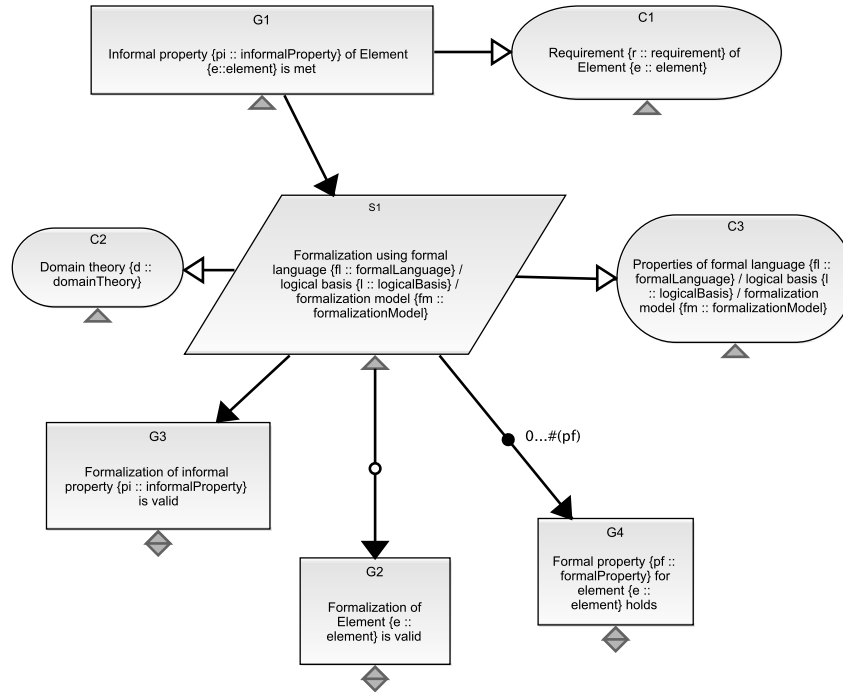 G1
Informal property {pi :: informalProperty} of Element
{e::element} is met
C1
Requirement {r :: requirement} of
Element {e :: element}
S1
Formalization using formal
language {fl :: formalLanguage} /
logical basis {l :: logicalBasis} /
formalization model {fm ::
formalizationModel}
C2
Domain theory {d ::
domainTheory}
C3
Properties of formal language {fl ::
formalLanguage} / logical basis {l
:: logicalBasis} / formalization
model {fm :: formalizationModel}
G3
Formalization of informal
property {pi :: informalProperty}
is valid
0...#(pf)
G2
Formalization of
Element {e ::
element} is valid
G4
Formal property {pf ::
formalProperty} for
element {e ::
element} holds